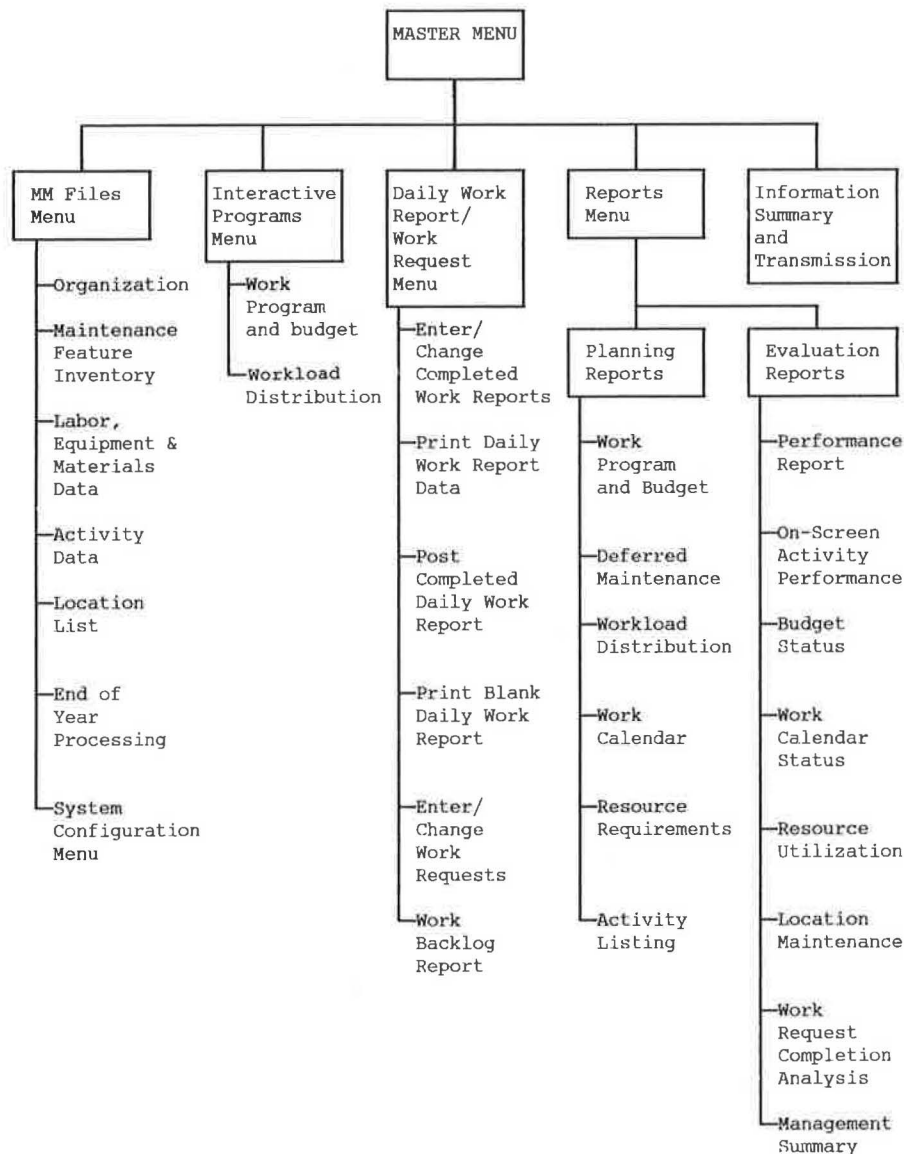 MASTER MENU
MM Files
Menu
Organization
Maintenance
Feature
Inventory
Labor,
Equipment &
Materials
Data
Activity
Data
Location
List
End of
Year
Processing
System
Configuration
Menu
Interactive
Programs
Menu
Work
Program
and budget
Workload
Distribution
Daily Work
Report/
Work
Request
Menu
Enter/
Change
Completed
Work Reports
Print Daily
Work Report
Data
Post
Completed
Daily Work
Report
Print Blank
Daily Work
Report
Enter/
Change
Work
Requests
Work
Backlog
Report
Reports
Menu
Planning
Reports
Work
Program
and Budget
Deferred
Maintenance
Workload
Distribution
Work
Calendar
Resource
Requirements
Activity
Listing
Evaluation
Reports
Performance
Report
On-Screen
Activity
Performance
Budget
Status
Work
Calendar
Status
Resource
Utilization
Location
Maintenance
Work
Request
Completion
Analysis
Management
Summary
Information
Summary
and
Transmission